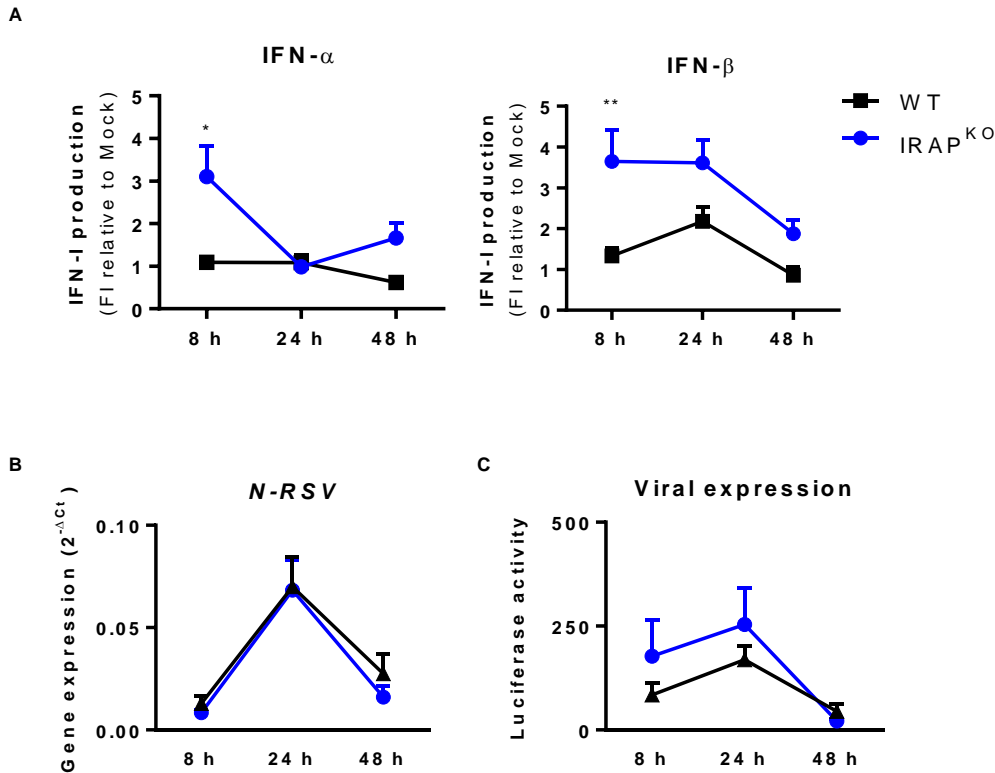 A
IFN-α
IFN-I production
(FI relative to Mock)
5
4
3
2
1
0
*
8 h 24 h 48 h
IFN-β
IFN-I production
(FI relative to Mock)
5
4
3
2
1
0
**
8 h 24 h 48 h
WT
IRAP^KO
B
N-RSV
Gene expression (2^-ΔCt)
0.10
0.05
0.00
8 h 24 h 48 h
C
Viral expression
Luciferase activity
500
250
0
8 h 24 h 48 h